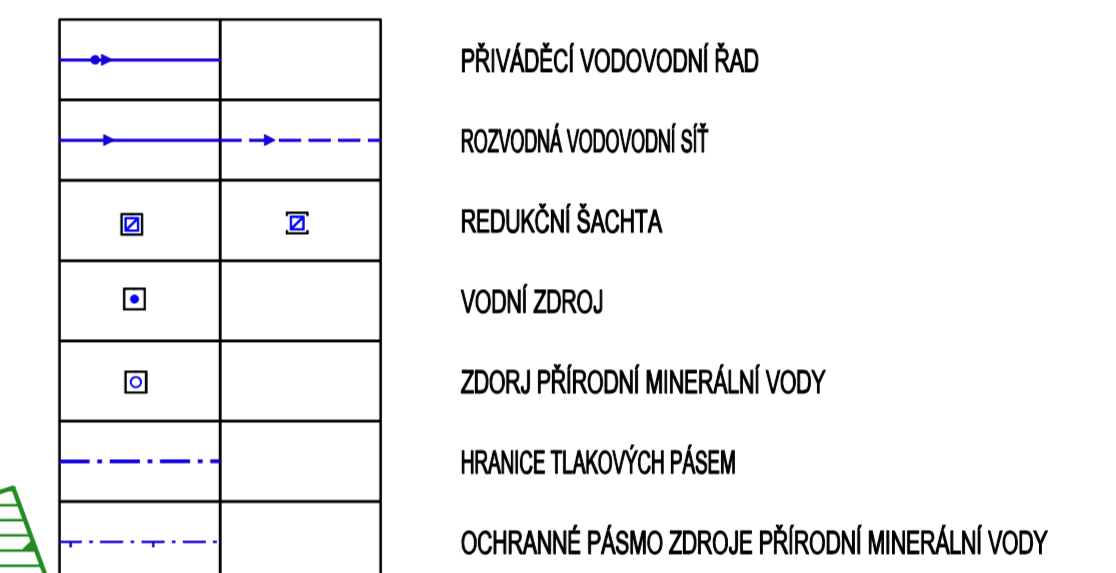 PŘIVÁDĚCÍ VODOVODNÍ ŘAD
ROZVODNÁ VODOVODNÍ SÍŤ
REDUKČNÍ ŠACHTA
VODNÍ ZDROJ
ZDORJ PŘÍRODNÍ MINERÁLNÍ VODY
HRANICE TLAKOVÝCH PÁSEM
OCHRANNÉ PÁSMO ZDROJE PŘÍRODNÍ MINERÁLNÍ VODY